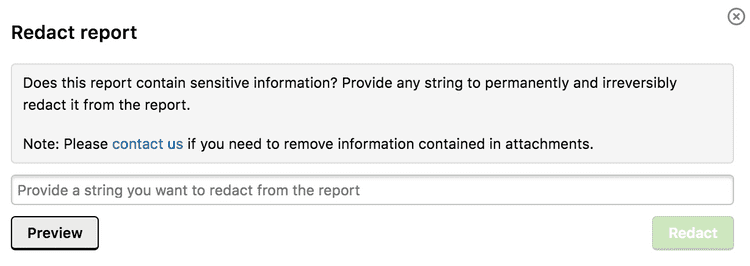 Redact report
Does this report contain sensitive information? Provide any string to permanently and irreversibly
redact it from the report.
Note: Please contact us if you need to remove information contained in attachments.
Provide a string you want to redact from the report
Preview
Redact